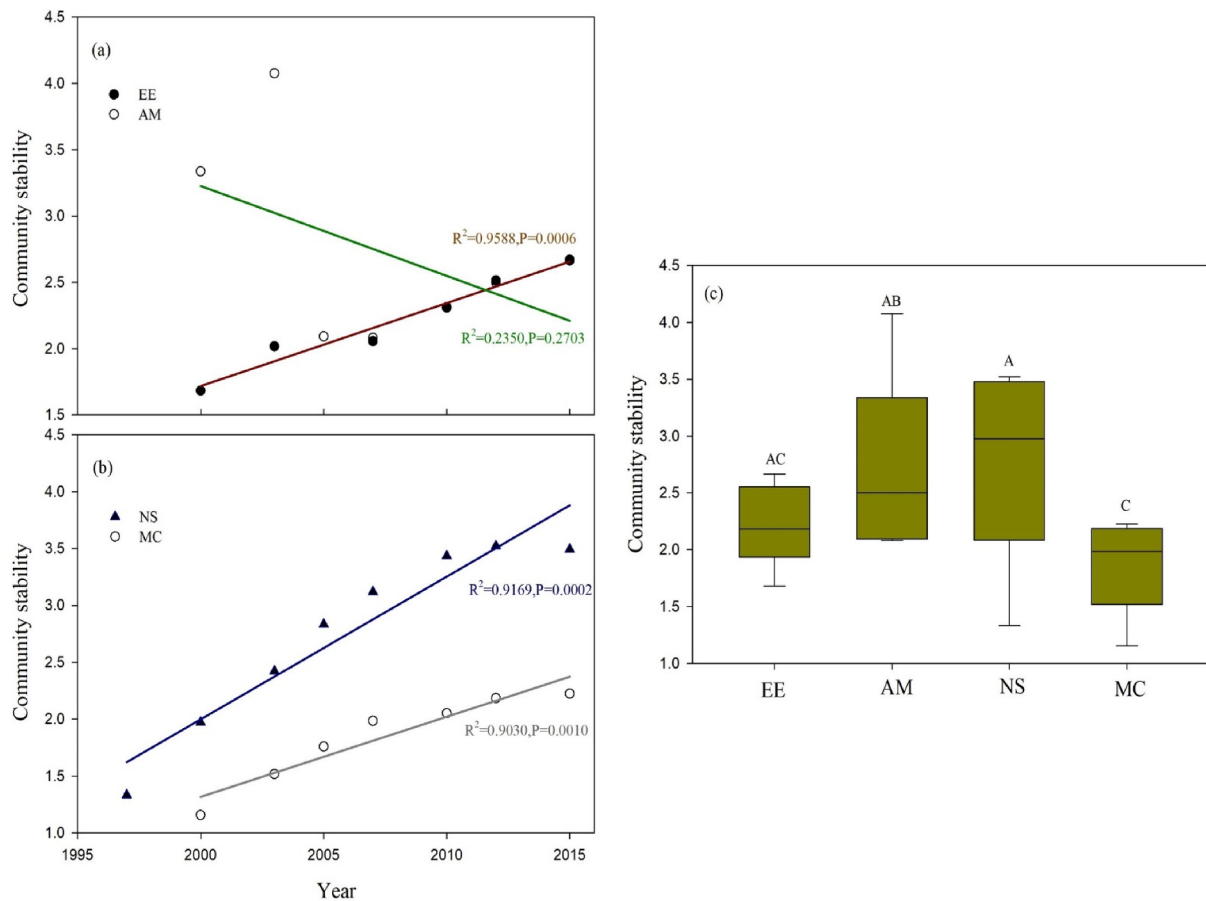 (a)
EE
AM
4.5
4.0
3.5
3.0
2.5
2.0
1.5
Community stability
R²=0.9588,P=0.0006
R²=0.2350,P=0.2703
(b)
NS
MC
4.5
4.0
3.5
3.0
2.5
2.0
1.5
1.0
Community stability
R²=0.9169,P=0.0002
R²=0.9030,P=0.0010
1995 2000 2005 2010 2015
Year
(c)
4.5
4.0
3.5
3.0
2.5
2.0
1.5
1.0
Community stability
AC
AB
A
C
EE AM NS MC